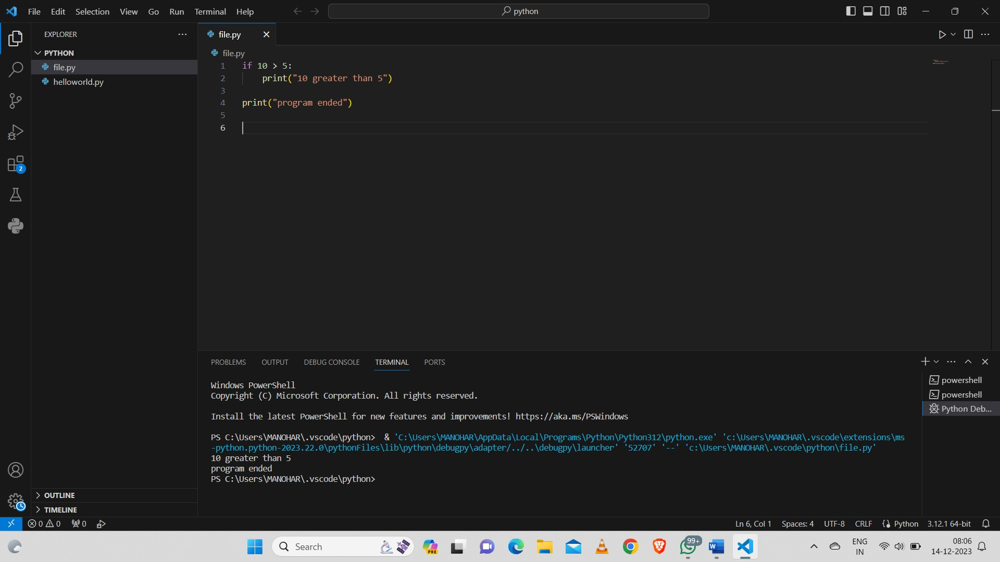 File Edit Selection View Go Run Terminal Help
python
EXPLORER
PYTHON
file.py
helloworld.py
OUTLINE
TIMELINE
2
file.py
file.py
1 if 10 > 5:
2     print("10 greater than 5")
3
4 print("program ended")
5
6
PROBLEMS OUTPUT DEBUG CONSOLE TERMINAL PORTS
Windows PowerShell
Copyright (C) Microsoft Corporation. All rights reserved.
Install the latest PowerShell for new features and improvements! https://aka.ms/PSWindows
PS C:\Users\MANOHAR\.vscode\python>  & 'C:\Users\MANOHAR\AppData\Local\Programs\Python\Python312\python.exe' 'c:\Users\MANOHAR\.vscode\extensions\ms
-python.python-2023.22.0\pythonFiles\lib\python\debugpy\adapter/../..\debugpy\launcher' '52707' '--' 'c:\Users\MANOHAR\.vscode\python\file.py'
10 greater than 5
program ended
PS C:\Users\MANOHAR\.vscode\python>
powershell
powershell
Python Deb...
0 0 0
Ln 6, Col 1 Spaces: 4 UTF-8 CRLF Python 3.12.1 64-bit
Search
PRE
99+
W
ENG
IN
08:06
14-12-2023